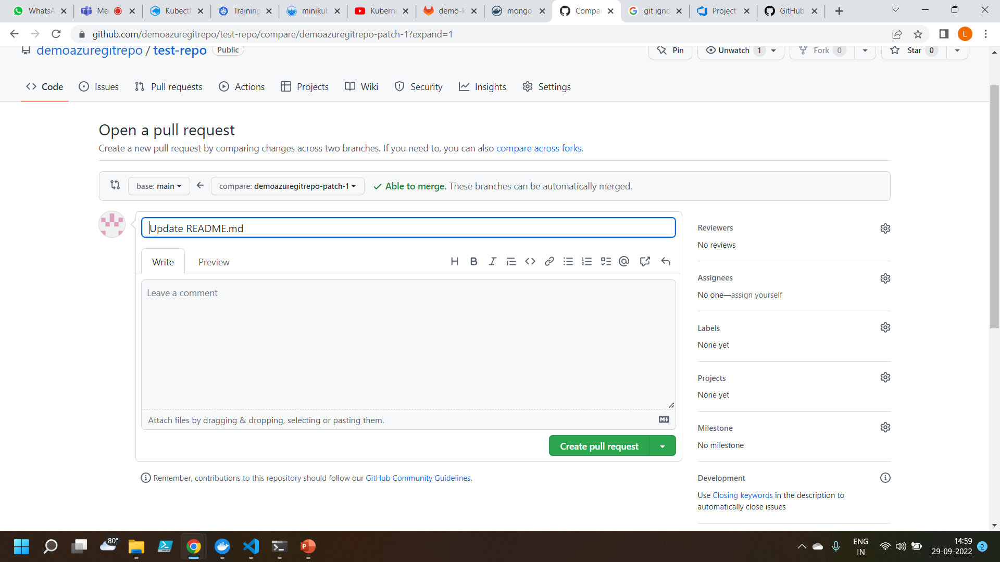 WhatsA
Me
Kubectl
Training
minikub
Kuberne
demo-k
mongo
Compar
git igno
Project
GitHub
github.com/demoazuregitrepo/test-repo/compare/demoazuregitrepo-patch-1?expand=1
L
demoazuregitrepo / test-repo Public
Pin
Unwatch 1
Fork 0
Star 0
Code Issues Pull requests Actions Projects Wiki Security Insights Settings
Open a pull request
Create a new pull request by comparing changes across two branches. If you need to, you can also compare across forks.
base: main
compare: demoazuregitrepo-patch-1
Able to merge. These branches can be automatically merged.
Update README.md
Write Preview
Leave a comment
Attach files by dragging & dropping, selecting or pasting them.
Create pull request
Remember, contributions to this repository should follow our GitHub Community Guidelines.
Reviewers
No reviews
Assignees
No one—assign yourself
Labels
None yet
Projects
None yet
Milestone
No milestone
Development
Use Closing keywords in the description to
automatically close issues
80°
ENG
IN
14:59
29-09-2022
2